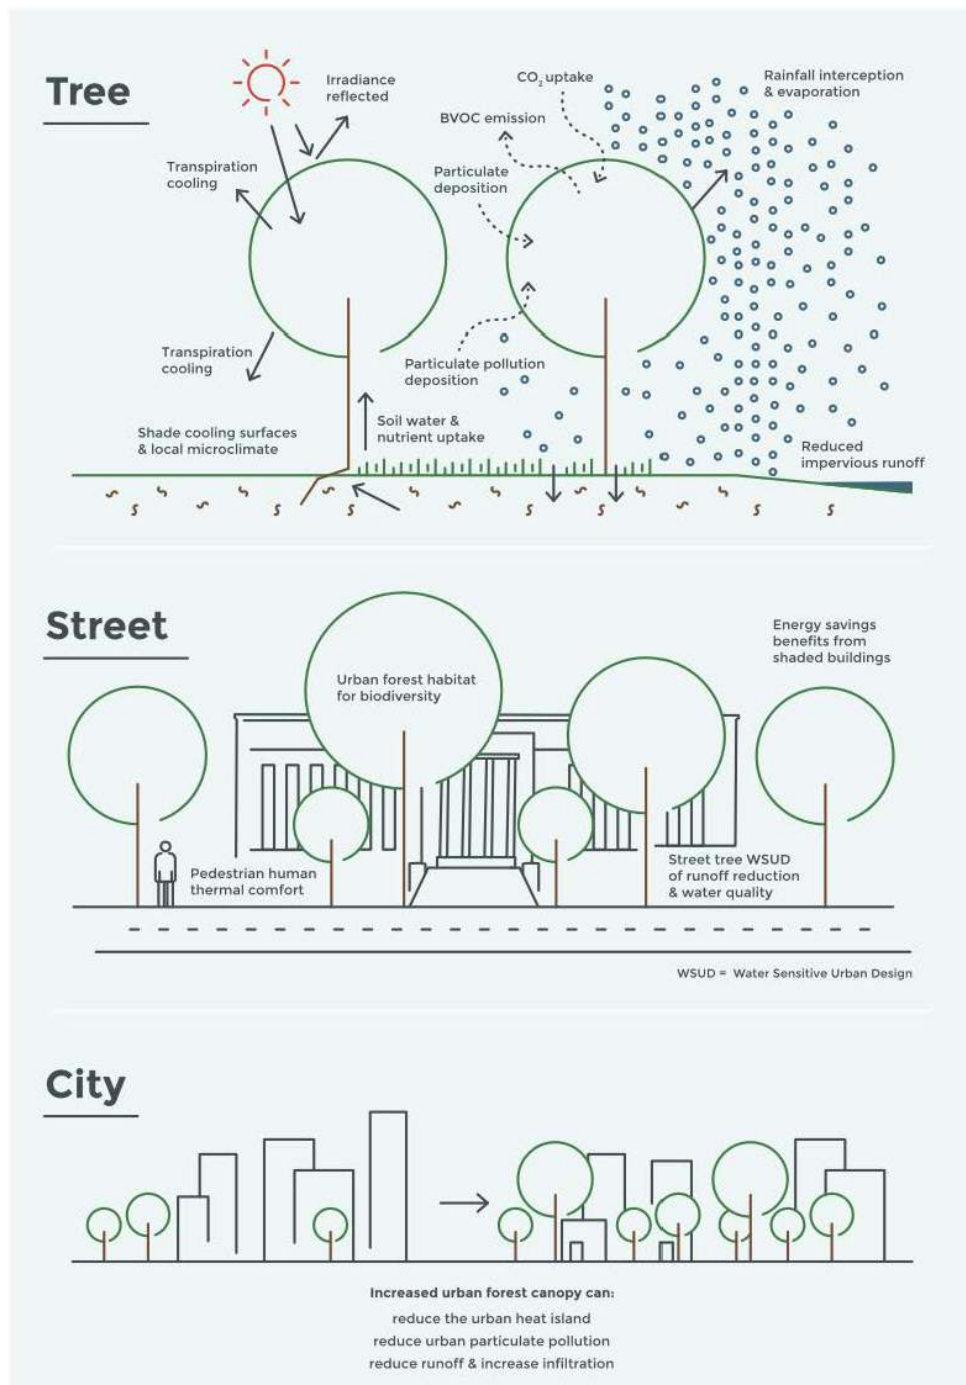 Tree
Irradiance
reflected
CO₂ uptake
Rainfall interception
& evaporation
BVOC emission
Transpiration
cooling
Particulate
deposition
Transpiration
cooling
Particulate pollution
deposition
Shade cooling surfaces
& local microclimate
Soil water &
nutrient uptake
Reduced
impervious runoff
Street
Energy savings
benefits from
shaded buildings
Urban forest habitat
for biodiversity
Pedestrian human
thermal comfort
Street tree WSUD
of runoff reduction
& water quality
WSUD = Water Sensitive Urban Design
City
Increased urban forest canopy can:
reduce the urban heat island
reduce urban particulate pollution
reduce runoff & increase infiltration